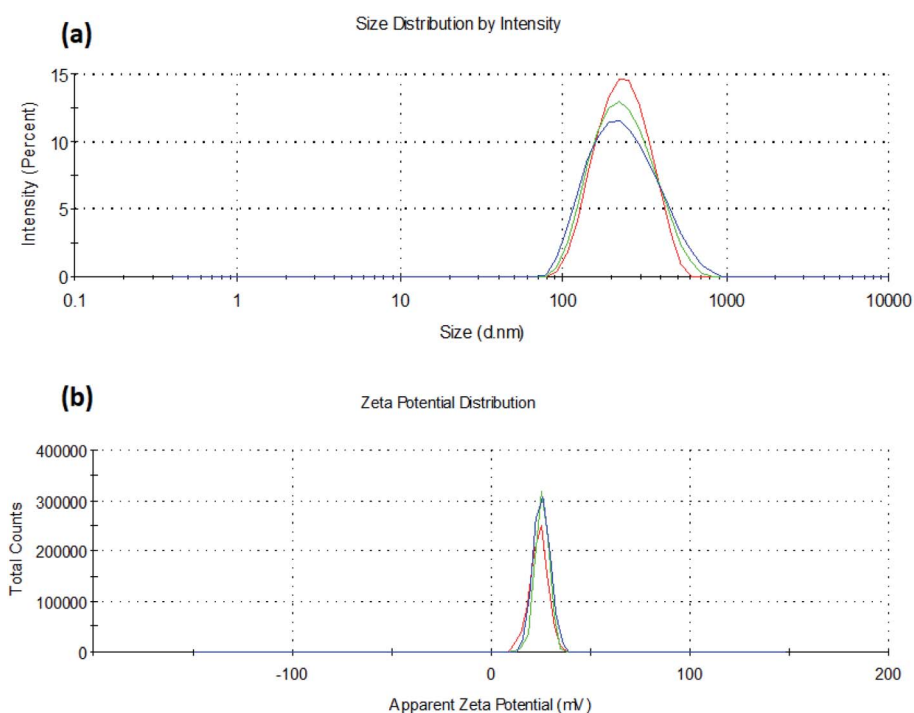 (a)
Size Distribution by Intensity
Intensity (Percent)
15
10
5
0
0.1 1 10 100 1000 10000
Size (d.nm)
(b)
Zeta Potential Distribution
Total Counts
400000
300000
200000
100000
0
-100 0 100 200
Apparent Zeta Potential (mV)